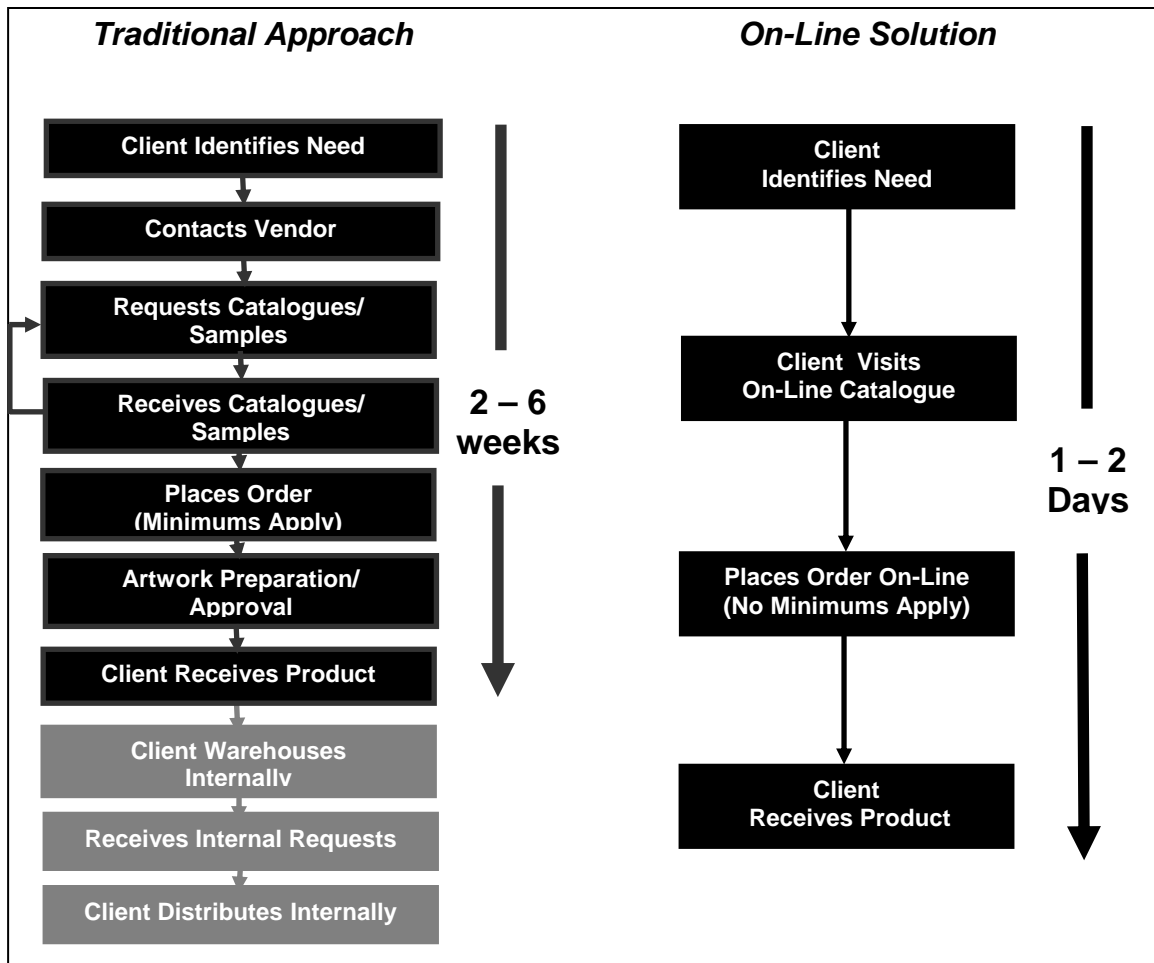 Traditional Approach
Client Identifies Need
Contacts Vendor
Requests Catalogues/
Samples
Receives Catalogues/
Samples
Places Order
(Minimums Apply)
Artwork Preparation/
Approval
Client Receives Product
Client Warehouses
Internally
Receives Internal Requests
Client Distributes Internally
2 – 6
weeks
On-Line Solution
Client
Identifies Need
Client Visits
On-Line Catalogue
Places Order On-Line
(No Minimums Apply)
Client
Receives Product
1 – 2
Days